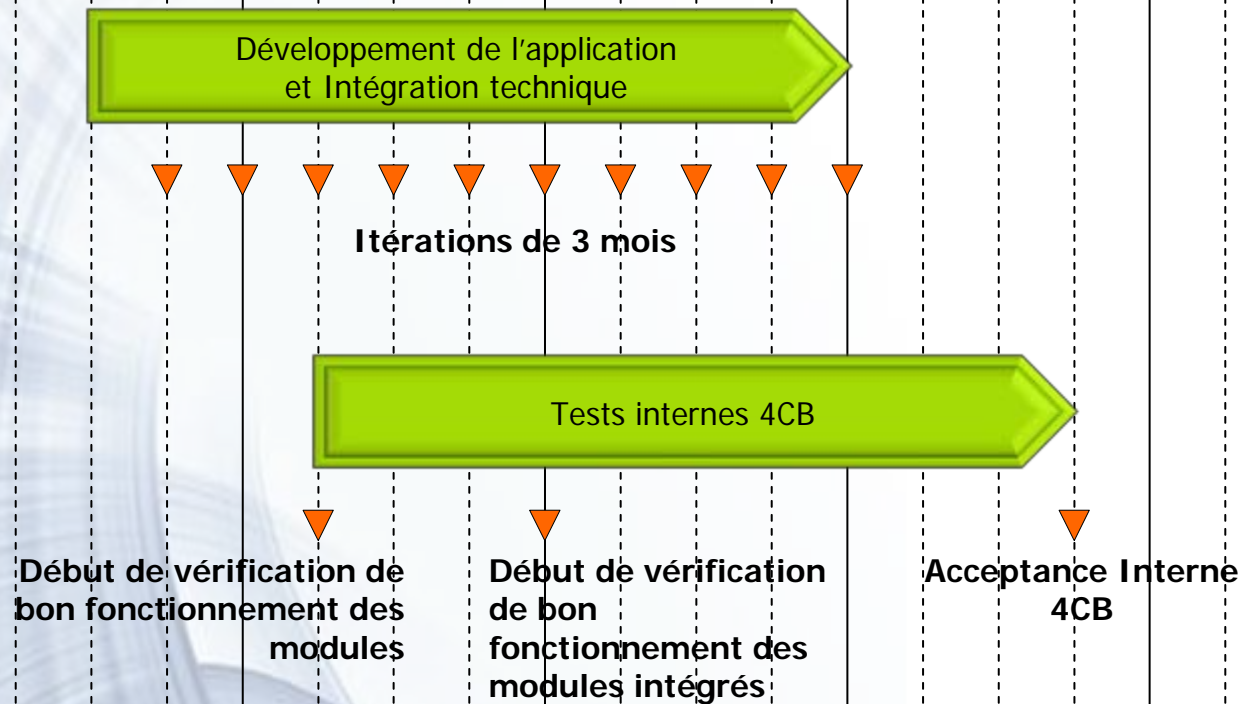 Développement de l’application
et Intégration technique
Itérations de 3 mois
Tests internes 4CB
Début de vérification de
bon fonctionnement des
modules
Début de vérification
de bon
fonctionnement des
modules intégrés
Acceptance Interne
4CB